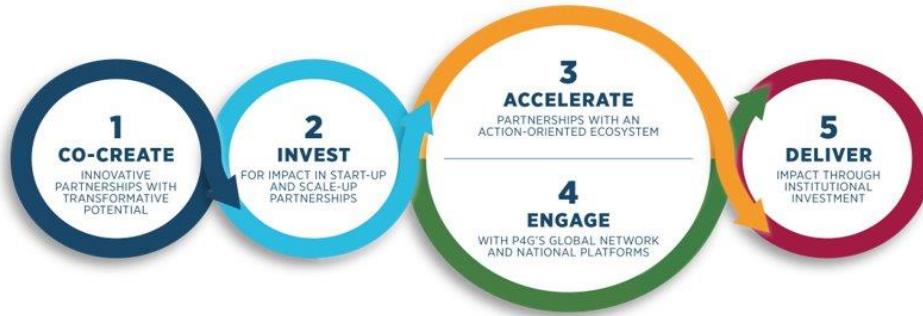 1
CO-CREATE
INNOVATIVE
PARTNERSHIPS WITH
TRANSFORMATIVE
POTENTIAL
2
INVEST
FOR IMPACT IN START-UP
AND SCALE-UP
PARTNERSHIPS
3
ACCELERATE
PARTNERSHIPS WITH AN
ACTION-ORIENTED ECOSYSTEM
4
ENGAGE
WITH P4G'S GLOBAL NETWORK
AND NATIONAL PLATFORMS
5
DELIVER
IMPACT THROUGH
INSTITUTIONAL
INVESTMENT